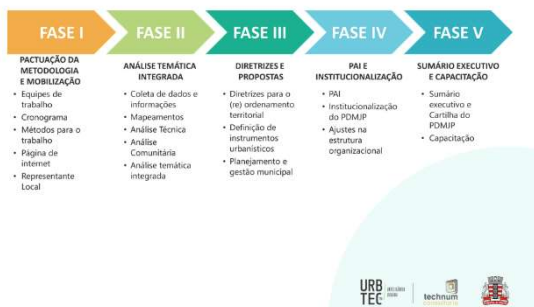 FASE I
FASE II
FASE III
FASE IV
FASE V
PACTUAÇÃO DA
METODOLOGIA
E MOBILIZAÇÃO
• Equipes de
trabalho
• Cronograma
• Métodos para o
trabalho
• Página de
internet
• Representante
Local
ANÁLISE TEMÁTICA
INTEGRADA
• Coleta de dados e
informações
• Mapeamentos
• Análise Técnica
• Análise
Comunitária
• Análise temática
integrada
DIRETRIZES E
PROPOSTAS
• Diretrizes para o
(re) ordenamento
territorial
• Definição de
instrumentos
urbanísticos
• Planejamento e
gestão municipal
PAI E
INSTITUCIONALIZAÇÃO
• PAI
• Institucionalização
do PDMJP
• Ajustes na
estrutura
organizacional
SUMÁRIO EXECUTIVO
E CAPACITAÇÃO
• Sumário
executivo e
Cartilha do
PDMJP
• Capacitação
URB
TEC
technum